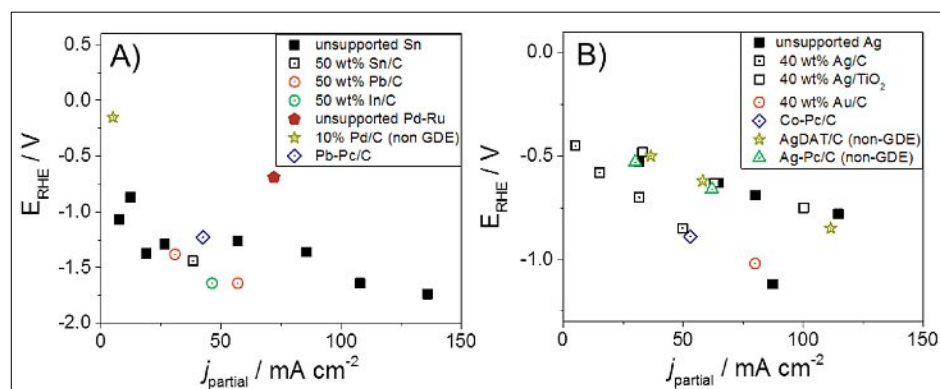 A)
unsupported Sn
50 wt% Sn/C
50 wt% Pb/C
50 wt% In/C
unsupported Pd-Ru
10% Pd/C (non GDE)
Pb-Pc/C
0.5
0.0
-0.5
-1.0
-1.5
-2.0
E_RHE / V
0
50
100
150
j_partial / mA cm⁻²
B)
unsupported Ag
40 wt% Ag/C
40 wt% Ag/TiO₂
40 wt% Au/C
Co-Pc/C
AgDAT/C (non-GDE)
Ag-Pc/C (non-GDE)
0.0
-0.5
-1.0
E_RHE / V
0
50
100
150
j_partial / mA cm⁻²